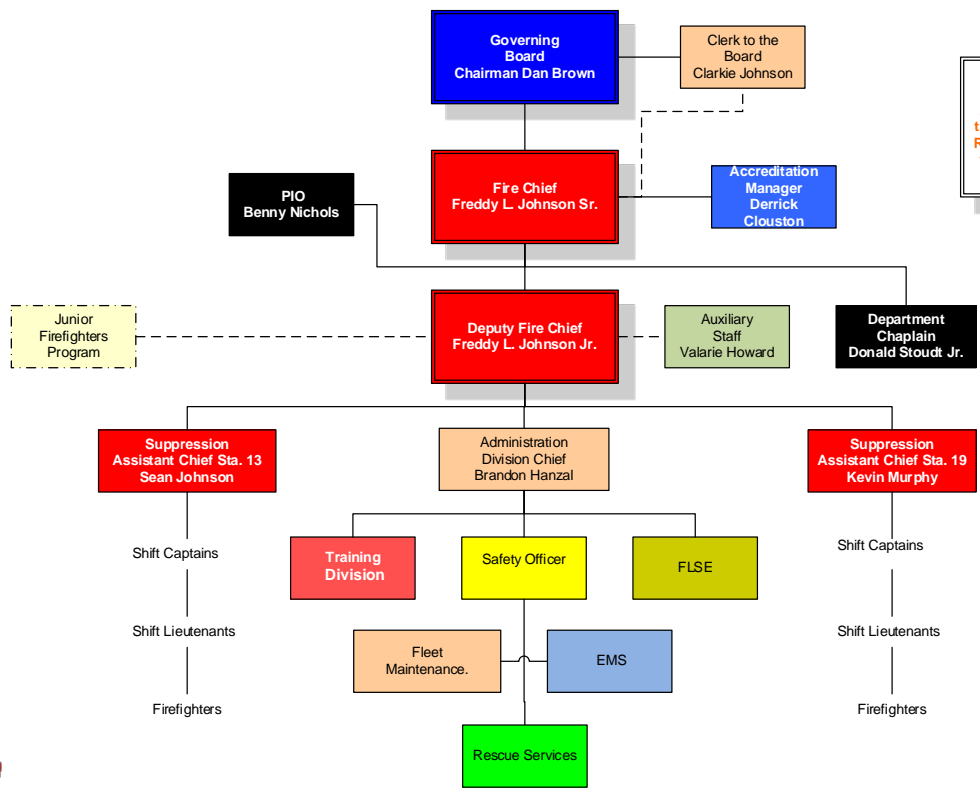 Governing
Board
Chairman Dan Brown
Clerk to the
Board
Clarkie Johnson
Fire Chief
Freddy L. Johnson Sr.
PIO
Benny Nichols
Accreditation
Manager
Derrick
Clouston
Junior
Firefighters
Program
Deputy Fire Chief
Freddy L. Johnson Jr.
Auxiliary
Staff
Valarie Howard
Department
Chaplain
Donald Stoudt Jr.
Suppression
Assistant Chief Sta. 13
Sean Johnson
Administration
Division Chief
Brandon Hanzal
Suppression
Assistant Chief Sta. 19
Kevin Murphy
Shift Captains
Training
Division
Safety Officer
FLSE
Shift Captains
Shift Lieutenants
Fleet
Maintenance.
EMS
Shift Lieutenants
Firefighters
Firefighters
Rescue Services